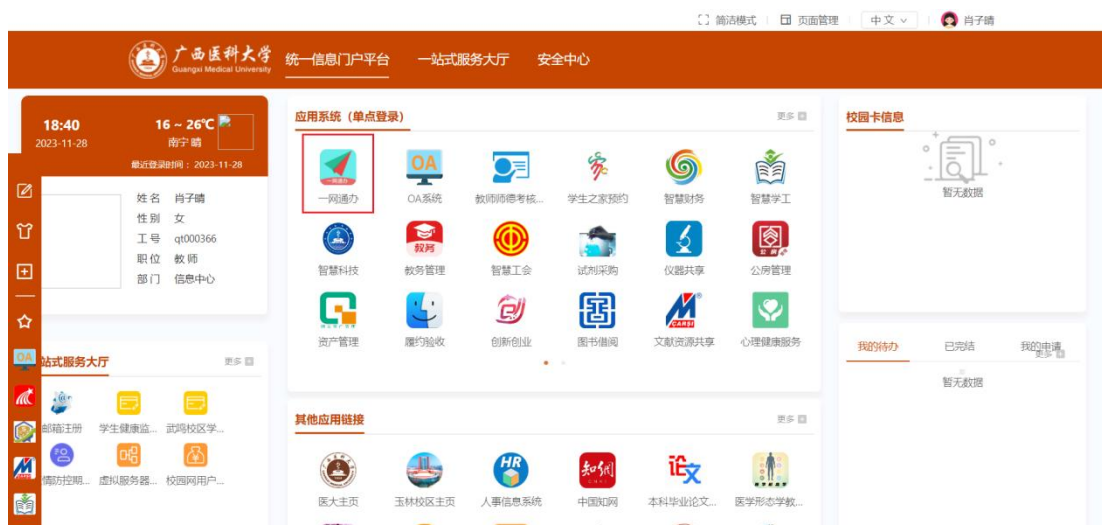 简洁模式 页面管理 中文 肖子晴
广西医科大学 Guangxi Medical University 统一信息门户平台 一站式服务大厅 安全中心
18:40 16 ~ 26℃
2023-11-28 南宁 晴
最近登录时间：2023-11-28
姓名 肖子晴
性别 女
工号 qt000366
职位 教师
部门 信息中心
应用系统（单点登录） 更多
一网通办
一网通办 OA系统 教师师德考核... 学生之家预约 智慧财务 智慧学工
OA
教务
智慧科技 教务管理 智慧工会 试剂采购 仪器共享 公房管理
CARSI
资产管理 履约验收 创新创业 图书借阅 文献资源共享 心理健康服务
校园卡信息
暂无数据
我的待办 已完结 我的申请
更多
暂无数据
OA 站式服务大厅 更多
邮箱注册 学生健康监... 武鸣校区学...
情防控期... 虚拟服务器... 校园网用户...
其他应用链接 更多
HR 知网 论文
医大主页 玉林校区主页 人事信息系统 中国知网 本科毕业论文... 医学形态学教...